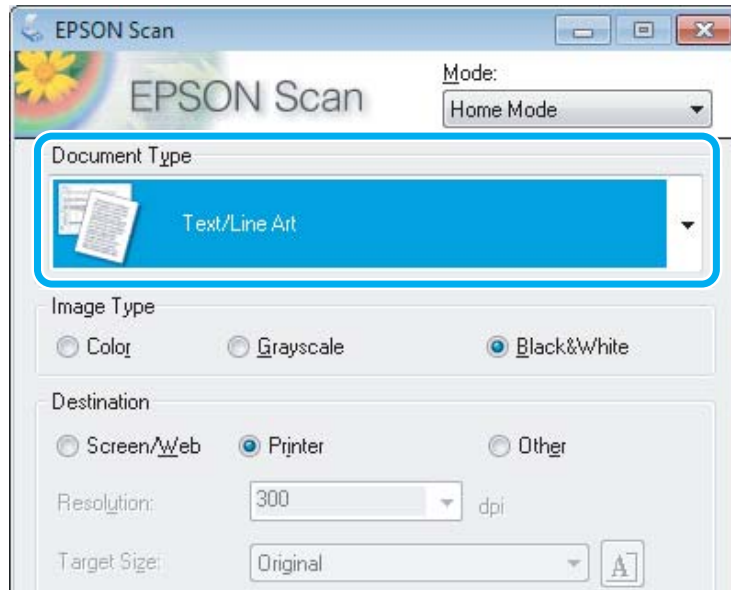 EPSON Scan
EPSON Scan
Mode:
Home Mode
Document Type
Text/Line Art
Image Type
Color
Grayscale
Black&White
Destination
Screen/Web
Printer
Other
Resolution:
300
dpi
Target Size:
Original
A